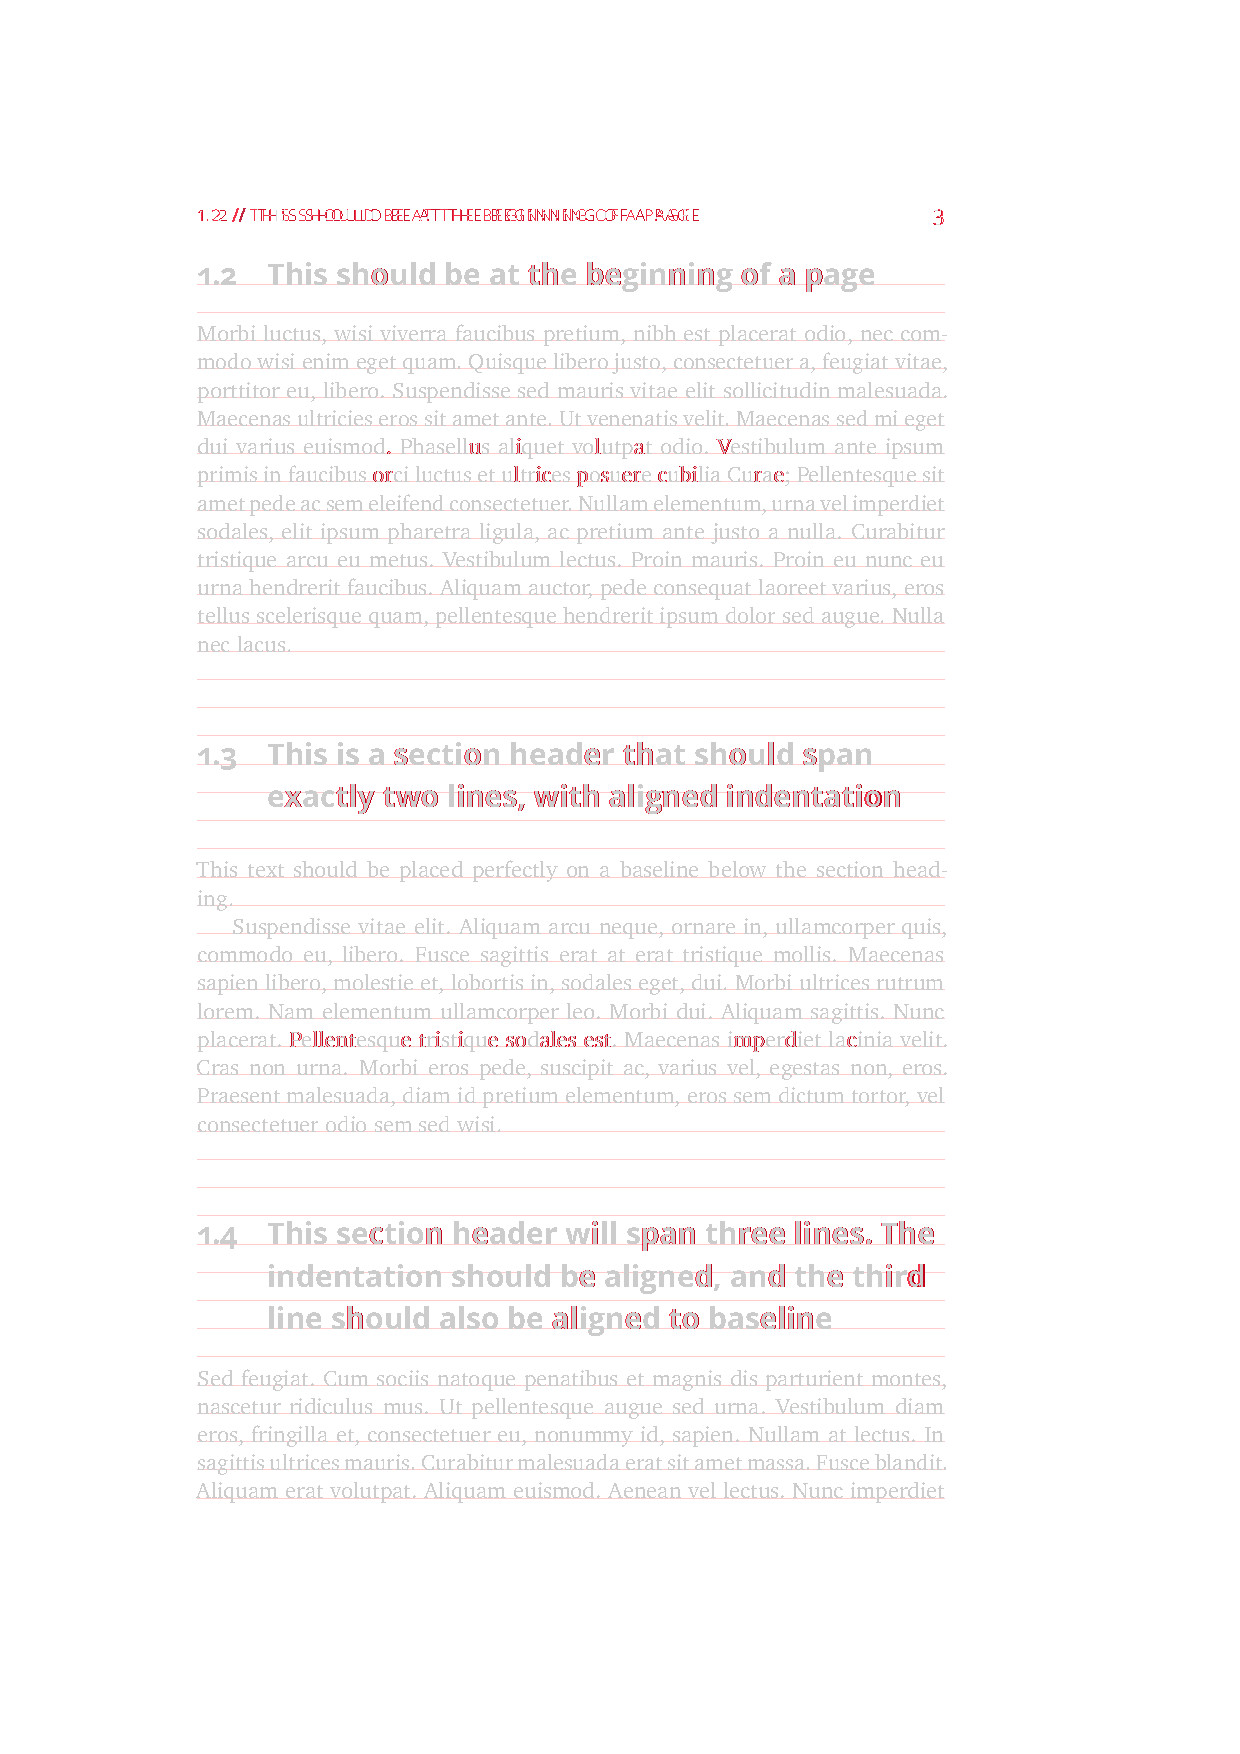 1.2 // THIS SHOULD BE AT THE BEGINNING OF A PAGE 3
1.2 This should be at the beginning of a page
Morbi luctus, wisi viverra faucibus pretium, nibh est placerat odio, nec com-
modo wisi enim eget quam. Quisque libero justo, consectetuer a, feugiat vitae,
porttitor eu, libero. Suspendisse sed mauris vitae elit sollicitudin malesuada.
Maecenas ultricies eros sit amet ante. Ut venenatis velit. Maecenas sed mi eget
dui varius euismod. Phasellus aliquet volutpat odio. Vestibulum ante ipsum
primis in faucibus orci luctus et ultrices posuere cubilia Curae; Pellentesque sit
amet pede ac sem eleifend consectetuer. Nullam elementum, urna vel imperdiet
sodales, elit ipsum pharetra ligula, ac pretium ante justo a nulla. Curabitur
tristique arcu eu metus. Vestibulum lectus. Proin mauris. Proin eu nunc eu
urna hendrerit faucibus. Aliquam auctor, pede consequat laoreet varius, eros
tellus scelerisque quam, pellentesque hendrerit ipsum dolor sed augue. Nulla
nec lacus.
1.3 This is a section header that should span
exactly two lines, with aligned indentation
This text should be placed perfectly on a baseline below the section head-
ing.
Suspendisse vitae elit. Aliquam arcu neque, ornare in, ullamcorper quis,
commodo eu, libero. Fusce sagittis erat at erat tristique mollis. Maecenas
sapien libero, molestie et, lobortis in, sodales eget, dui. Morbi ultrices rutrum
lorem. Nam elementum ullamcorper leo. Morbi dui. Aliquam sagittis. Nunc
placerat. Pellentesque tristique sodales est. Maecenas imperdiet lacinia velit.
Cras non urna. Morbi eros pede, suscipit ac, varius vel, egestas non, eros.
Praesent malesuada, diam id pretium elementum, eros sem dictum tortor, vel
consectetuer odio sem sed wisi.
1.4 This section header will span three lines. The
indentation should be aligned, and the third
line should also be aligned to baseline
Sed feugiat. Cum sociis natoque penatibus et magnis dis parturient montes,
nascetur ridiculus mus. Ut pellentesque augue sed urna. Vestibulum diam
eros, fringilla et, consectetuer eu, nonummy id, sapien. Nullam at lectus. In
sagittis ultrices mauris. Curabitur malesuada erat sit amet massa. Fusce blandit.
Aliquam erat volutpat. Aliquam euismod. Aenean vel lectus. Nunc imperdiet